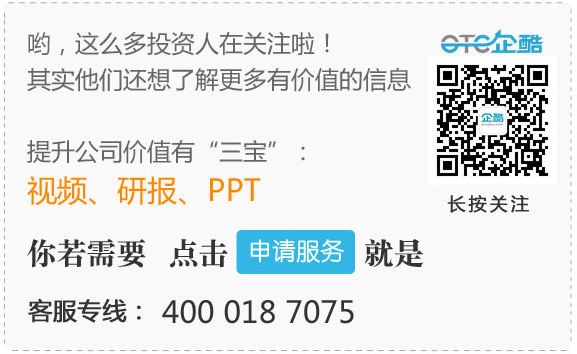 哟，这么多投资人在关注啦！
其实他们还想了解更多有价值的信息
提升公司价值有“三宝”：
视频、研报、PPT
你若需要 点击 申请服务 就是
客服专线： 400 018 7075
OTC企酷
企酷
长按关注